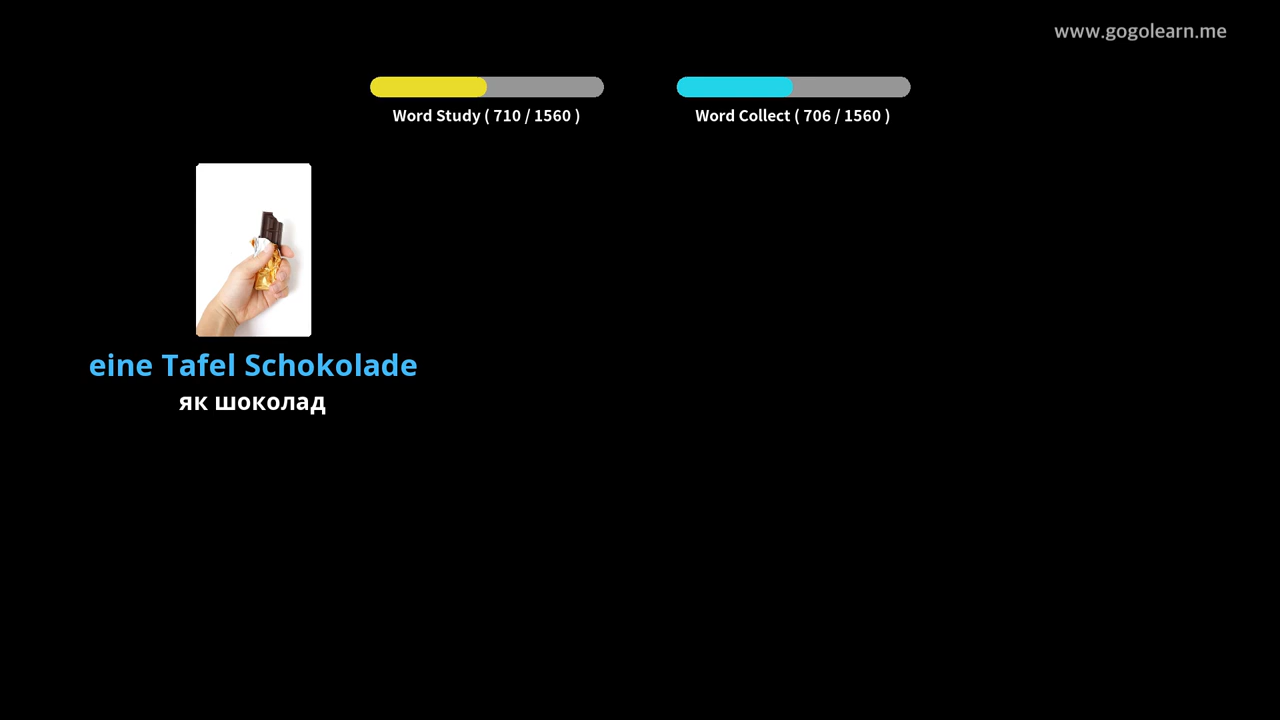 www.gogolearn.me
Word Study ( 710 / 1560 )
Word Collect ( 706 / 1560 )
eine Tafel Schokolade
як шоколад